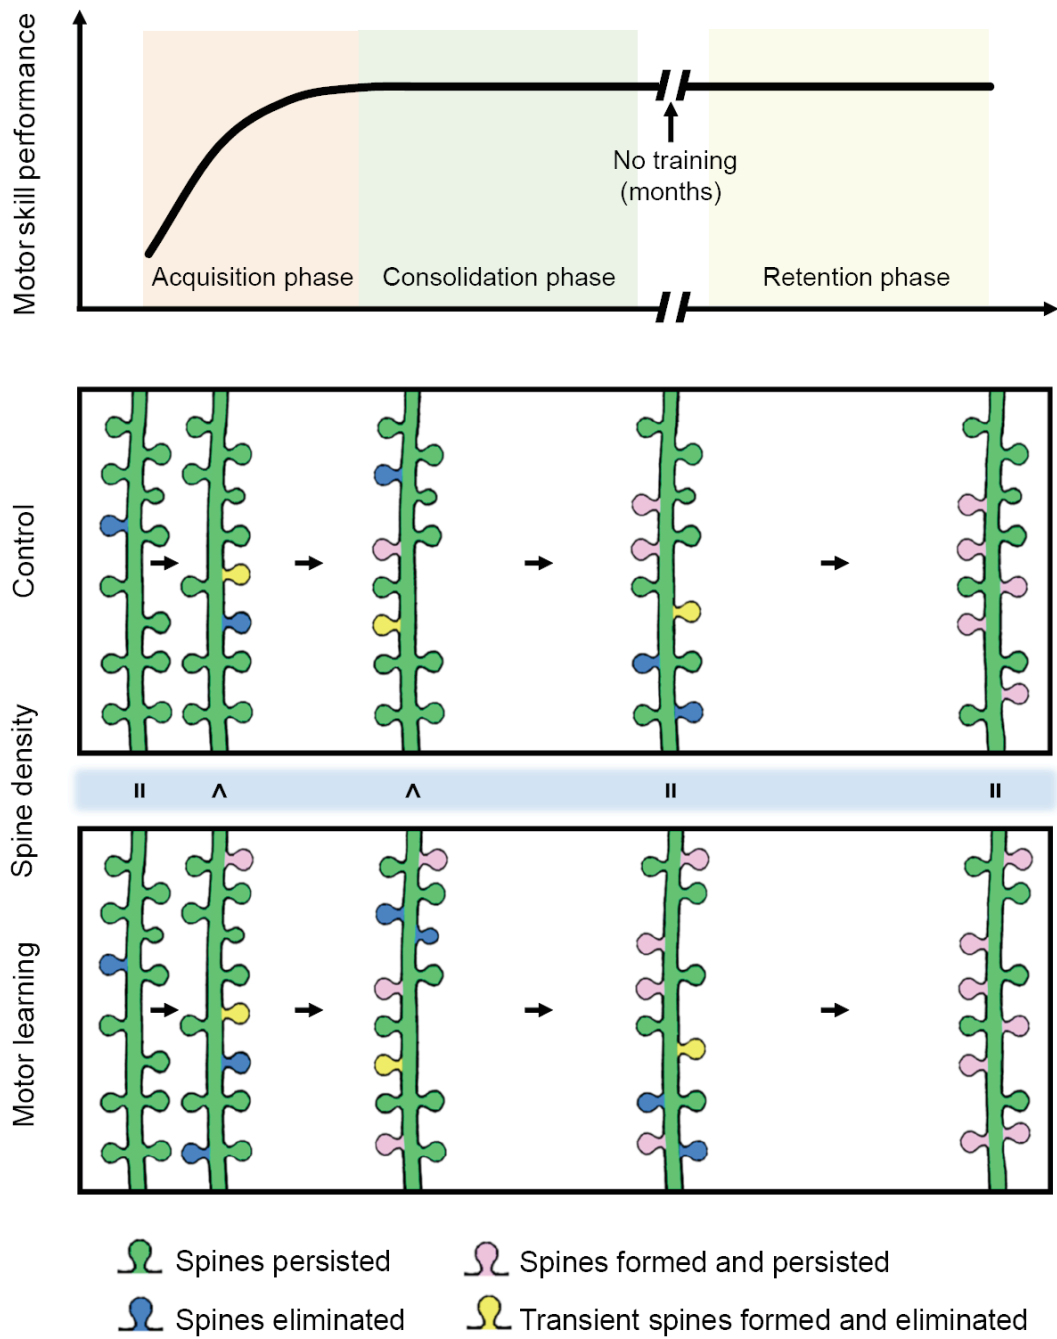 Motor skill performance
No training
(months)
Acquisition phase
Consolidation phase
Retention phase
Control
Spine density
=
<
<
=
=
Motor learning
Spines persisted
Spines formed and persisted
Spines eliminated
Transient spines formed and eliminated